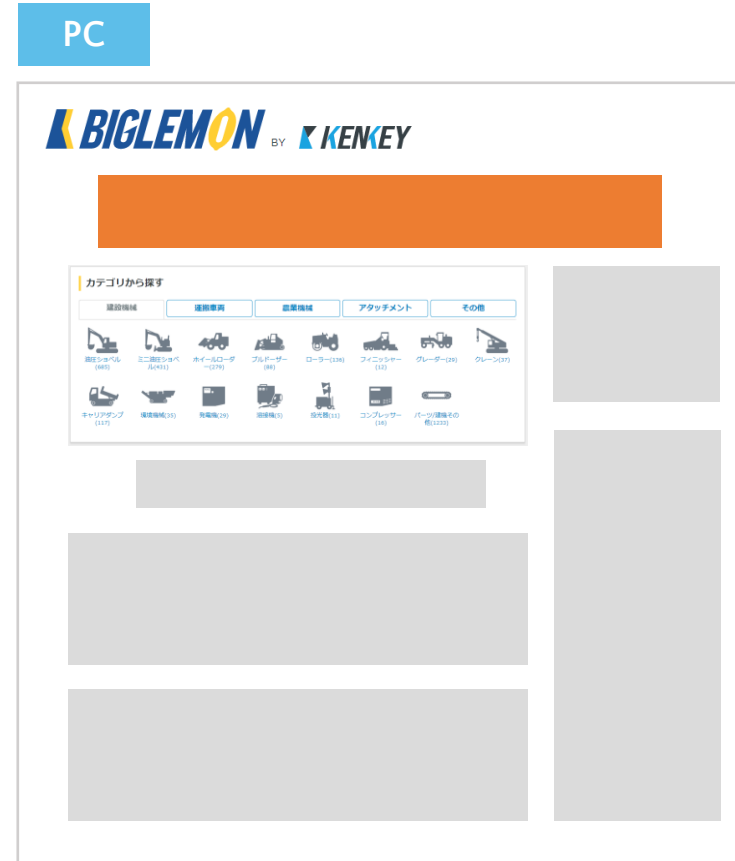 PC
BIGLEMON BY KENKEY
カテゴリから探す
建設機械 運搬車両 農業機械 アタッチメント その他
油圧ショベル ミニ油圧ショベ ホイールローダ ブルドーザー ローラー(136) フィニッシャー グレーダー(29) クレーン(37)
(685) ル(431) ー(279) (88) (12)
キャリアダンプ 環境機械(35) 発電機(29) 溶接機(5) 投光器(11) コンプレッサー パーツ/建機その
(117) (16) 他(1233)